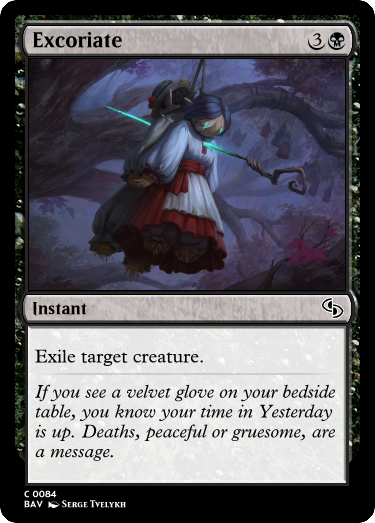 Excoriate 3
Instant
Exile target creature.
If you see a velvet glove on your bedside
table, you know your time in Yesterday
is up. Deaths, peaceful or gruesome, are
a message.
C 0084
BAV Serge Tvelykh